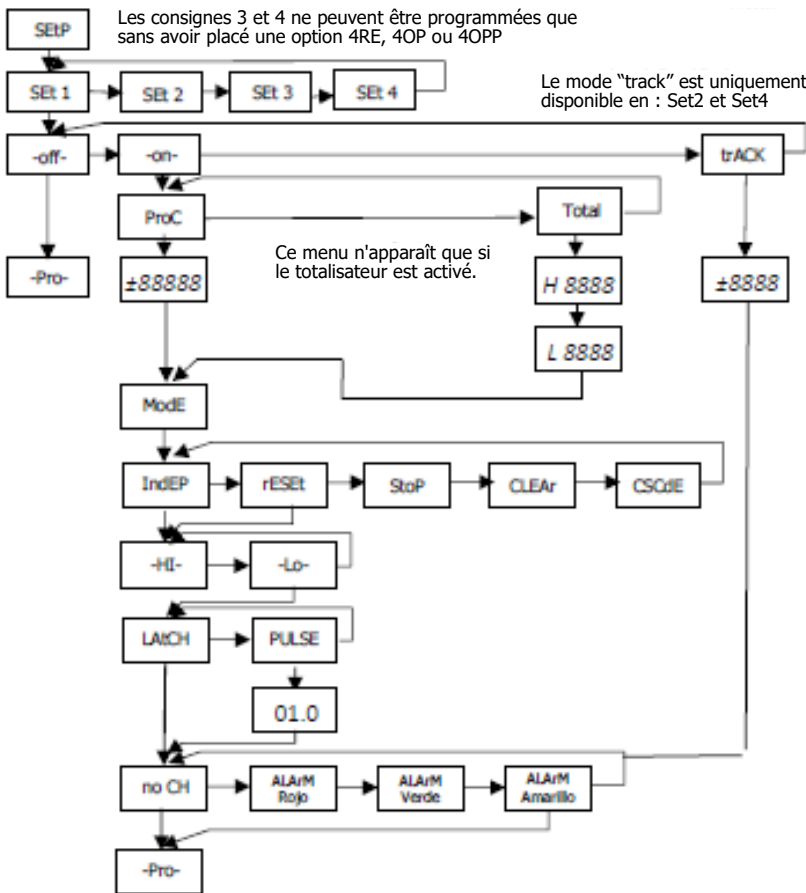 Les consignes 3 et 4 ne peuvent être programmées que
sans avoir placé une option 4RE, 4OP ou 4OPP
SEtP
SEt 1
SEt 2
SEt 3
SEt 4
Le mode “track” est uniquement
disponible en : Set2 et Set4
-off-
-on-
trACK
ProC
Total
-Pro-
±88888
Ce menu n'apparaît que si
le totalisateur est activé.
H 8888
±8888
L 8888
ModE
IndEP
rESEt
StoP
CLEAr
CSCdE
-HI-
-Lo-
LAtCH
PULSE
01.0
no CH
ALArM
Rojo
ALArM
Verde
ALArM
Amarillo
-Pro-